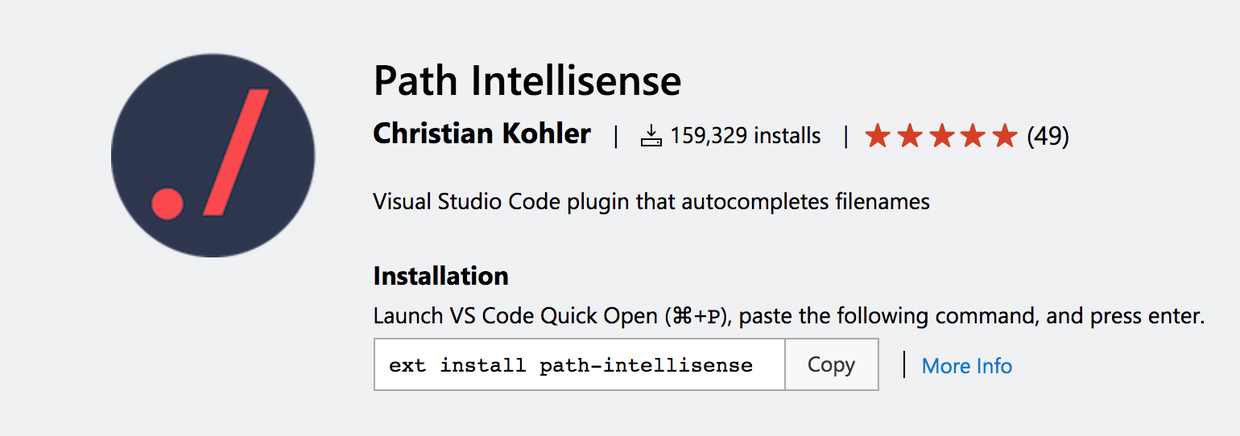 Path Intellisense
Christian Kohler | 159,329 installs | ★★★★★ (49)
Visual Studio Code plugin that autocompletes filenames
Installation
Launch VS Code Quick Open (⌘+P), paste the following command, and press enter.
ext install path-intellisense Copy | More Info